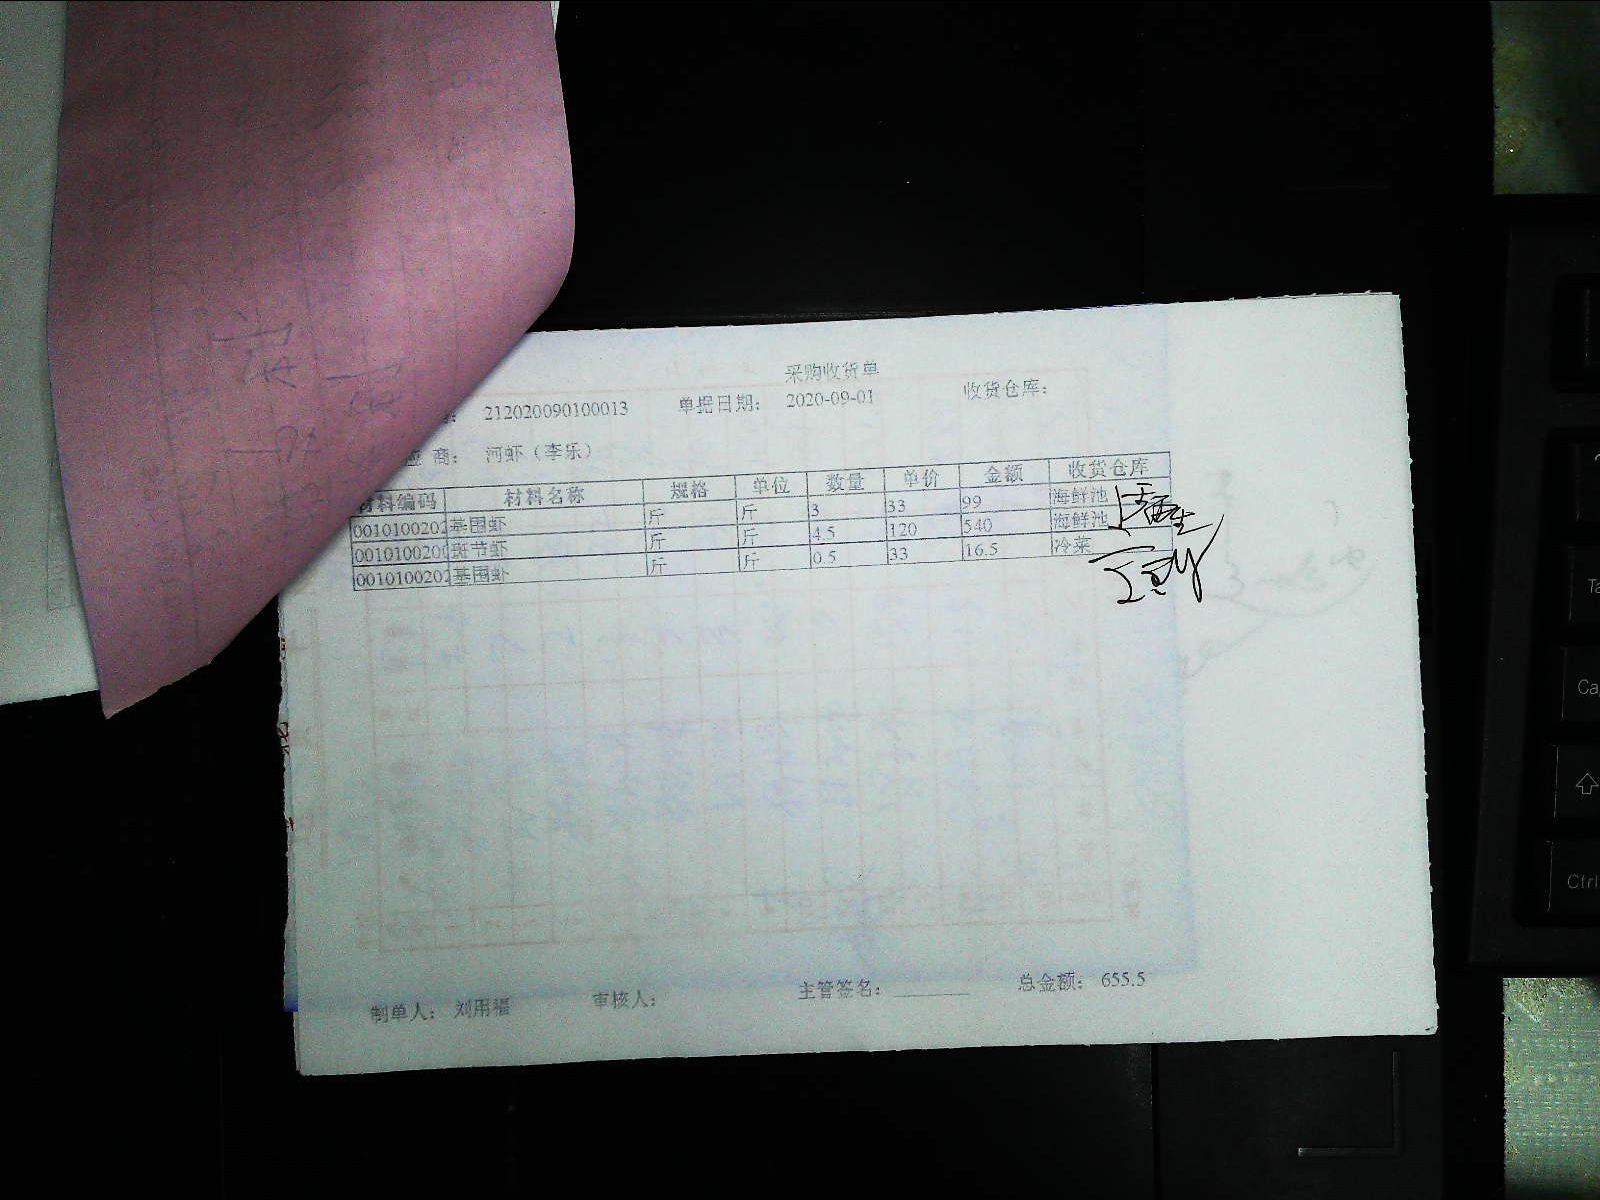 采购收货单
212020090100013 单据日期： 2020-09-01 收货仓库：
应 商： 河虾（李乐）
材料编码 材料名称 规格 单位 数量 单价 金额 收货仓库
0010100202 基围虾 斤 斤 3 33 99 海鲜池
0010100200 斑节虾 斤 斤 4.5 120 540 海鲜池
0010100202 基围虾 斤 斤 0.5 33 16.5 冷菜
制单人： 刘用福 审核人： 主管签名： 总金额： 655.5
Ctrl